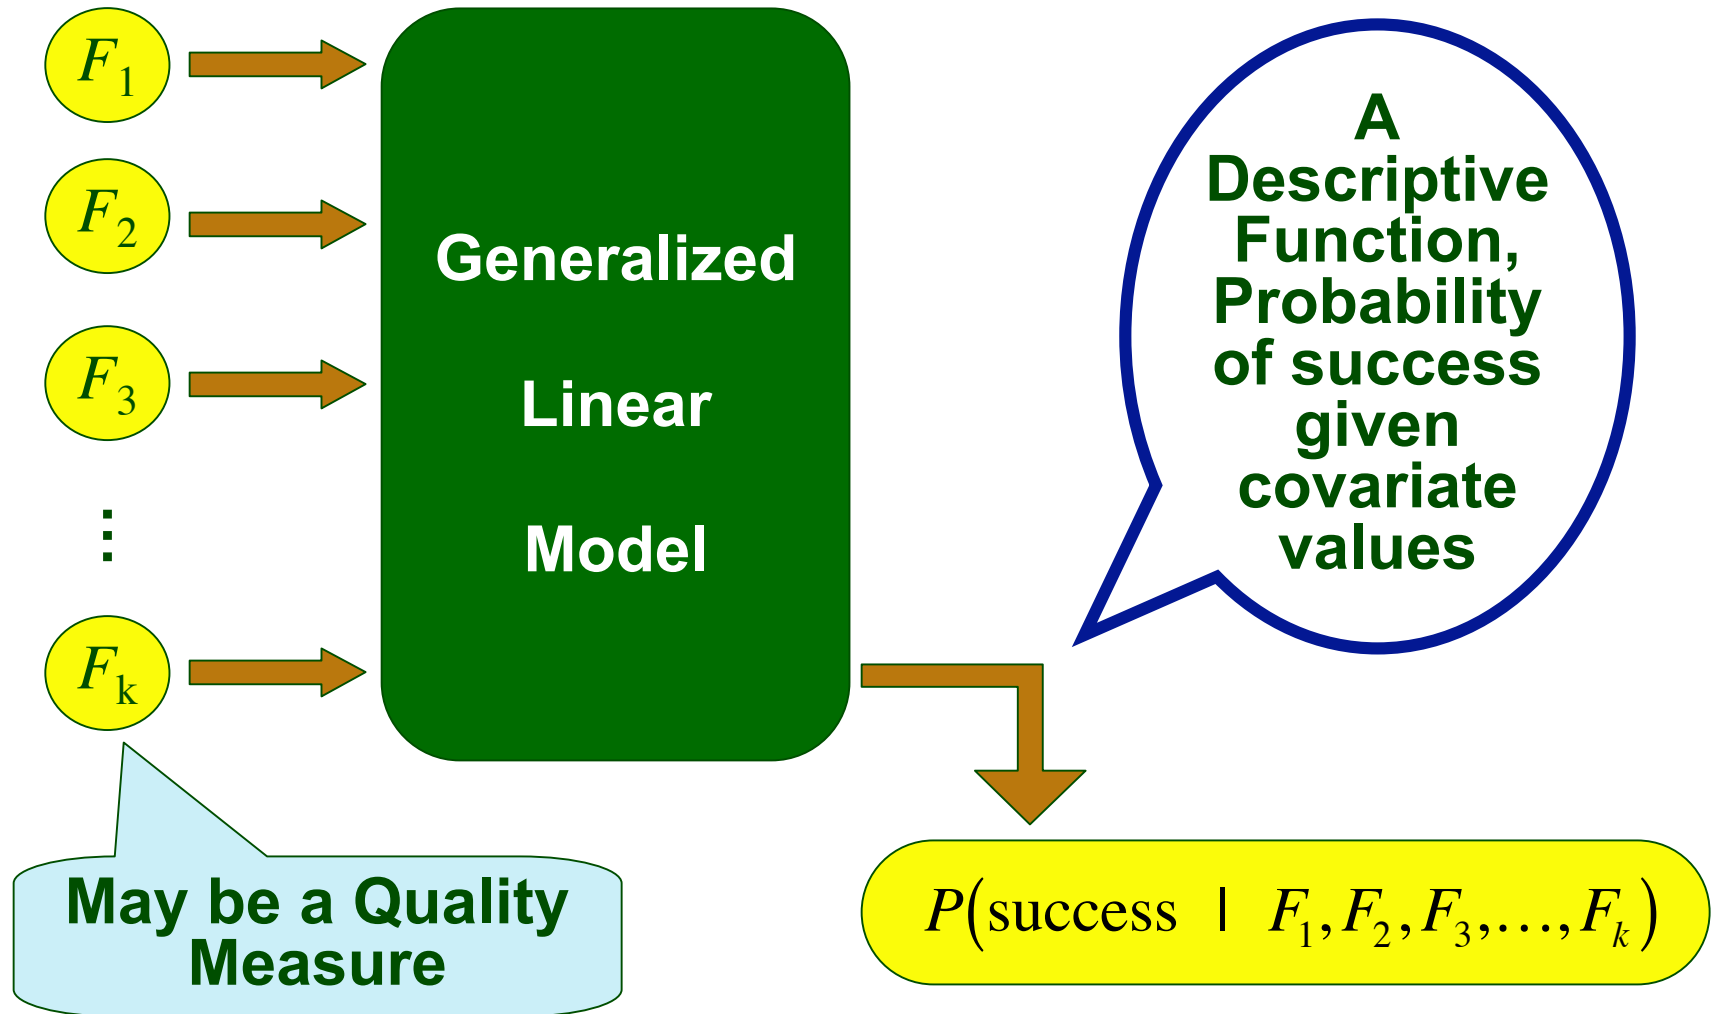 F₁
F₂
F₃
⋮
Fₖ
Generalized
Linear
Model
A
Descriptive
Function,
Probability
of success
given
covariate
values
May be a Quality
Measure
P(success | F₁, F₂, F₃,…, Fₖ)